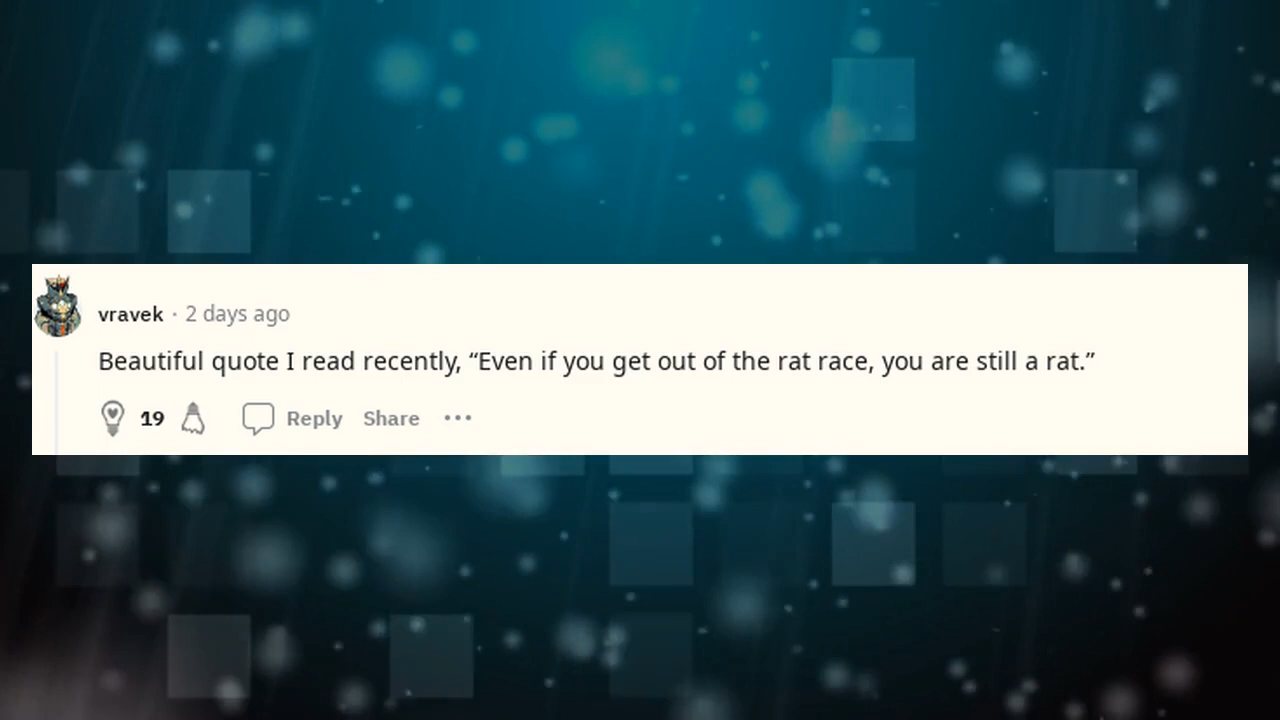 vravek · 2 days ago
Beautiful quote I read recently, “Even if you get out of the rat race, you are still a rat.”
19 Reply Share ···